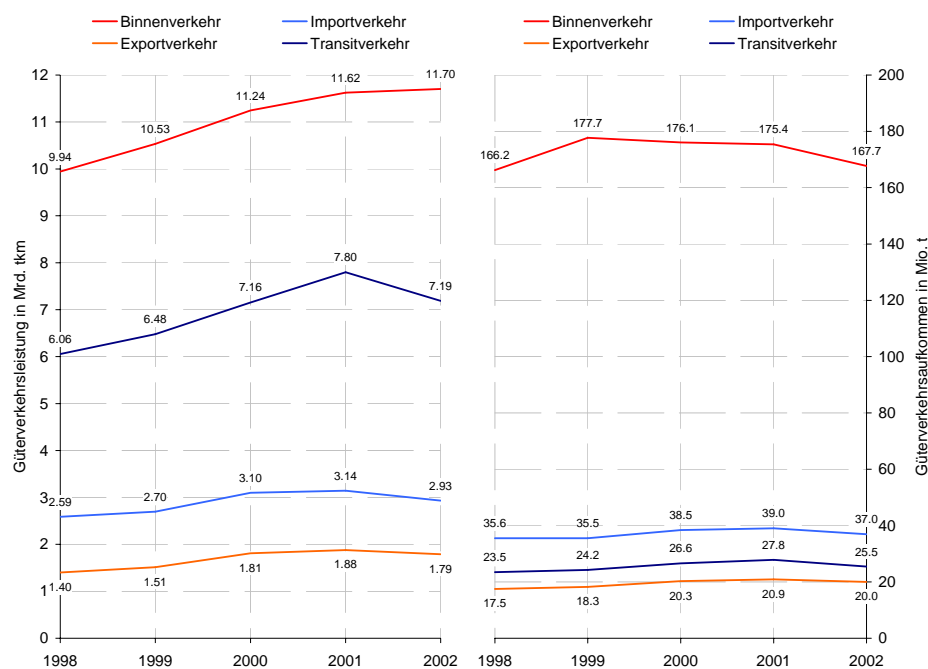 Binnenverkehr Importverkehr
Exportverkehr Transitverkehr
Güterverkehrsleistung in Mrd. tkm
12
11
10
9
8
7
6
5
4
3
2
1
0
9.94 10.53 11.24 11.62 11.70
6.06 6.48 7.16 7.80 7.19
2.59 2.70 3.10 3.14 2.93
1.40 1.51 1.81 1.88 1.79
1998 1999 2000 2001 2002
Binnenverkehr Importverkehr
Exportverkehr Transitverkehr
166.2 177.7 176.1 175.4 167.7
35.6 35.5 38.5 39.0 37.0
23.5 24.2 26.6 27.8 25.5
17.5 18.3 20.3 20.9 20.0
200
180
160
140
120
100
80
60
40
20
0
Güterverkehrsaufkommen in Mio. t
1998 1999 2000 2001 2002